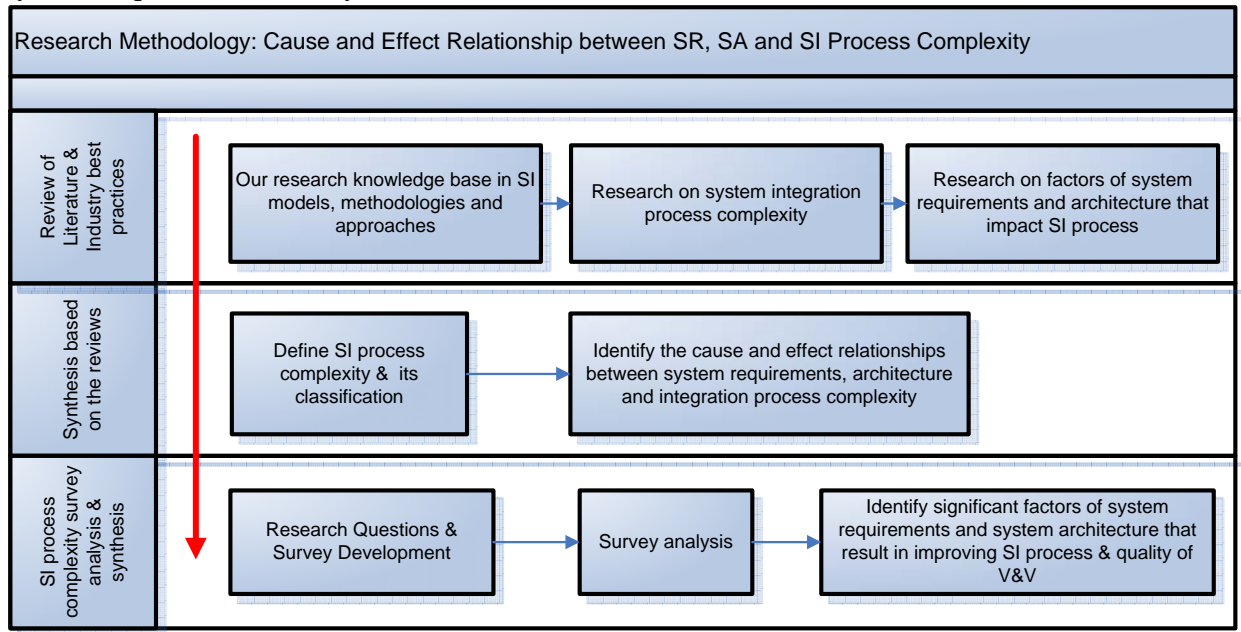 Research Methodology: Cause and Effect Relationship between SR, SA and SI Process Complexity
Review of
Literature &
Industry best
practices
Our research knowledge base in SI
models, methodologies and
approaches
Research on system integration
process complexity
Research on factors of system
requirements and architecture that
impact SI process
Synthesis based
on the reviews
Define SI process
complexity & its
classification
Identify the cause and effect relationships
between system requirements, architecture
and integration process complexity
SI process
complexity survey
analysis &
synthesis
Research Questions &
Survey Development
Survey analysis
Identify significant factors of system
requirements and system architecture that
result in improving SI process & quality of
V&V